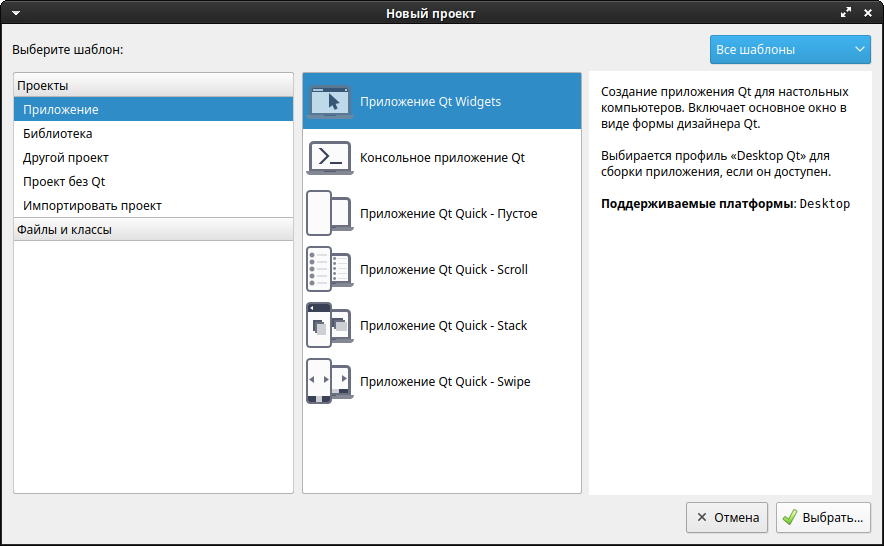 Новый проект
Выберите шаблон:
Все шаблоны
Проекты
Приложение
Библиотека
Другой проект
Проект без Qt
Импортировать проект
Файлы и классы
Приложение Qt Widgets
Консольное приложение Qt
Приложение Qt Quick - Пустое
Приложение Qt Quick - Scroll
Приложение Qt Quick - Stack
Приложение Qt Quick - Swipe
Создание приложения Qt для настольных
компьютеров. Включает основное окно в
виде формы дизайнера Qt.
Выбирается профиль «Desktop Qt» для
сборки приложения, если он доступен.
Поддерживаемые платформы: Desktop
Отмена
Выбрать...